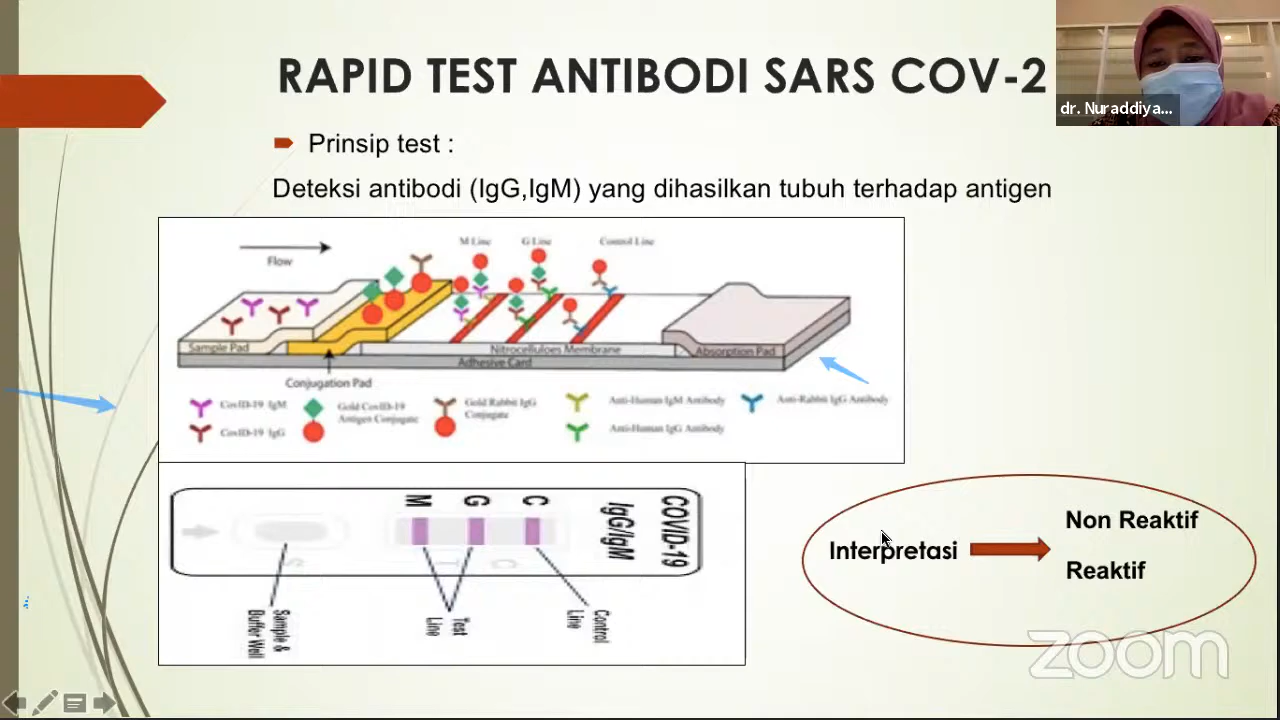 RAPID TEST ANTIBODI SARS COV-2
dr. Nuraddiya...
Prinsip test :
Deteksi antibodi (IgG,IgM) yang dihasilkan tubuh terhadap antigen
Flow
M Line
G Line
Control Line
Sample Pad
Nitrocelluloes Membrane
Absorption Pad
Adhesive Card
Conjugation Pad
CovID-19 IgM
CovID-19 IgG
Gold CovID-19
Antigen Conjugate
Gold Rabbit IgG
Conjugate
Anti-Human IgM Antibody
Anti-Human IgG Antibody
Anti-Rabbit IgG Antibody
M
G
C
IgG/IgM
COVID-19
S
T
C
Sample &
Buffer Well
Test
Line
Control
Line
Interpretasi
Non Reaktif
Reaktif
zoom